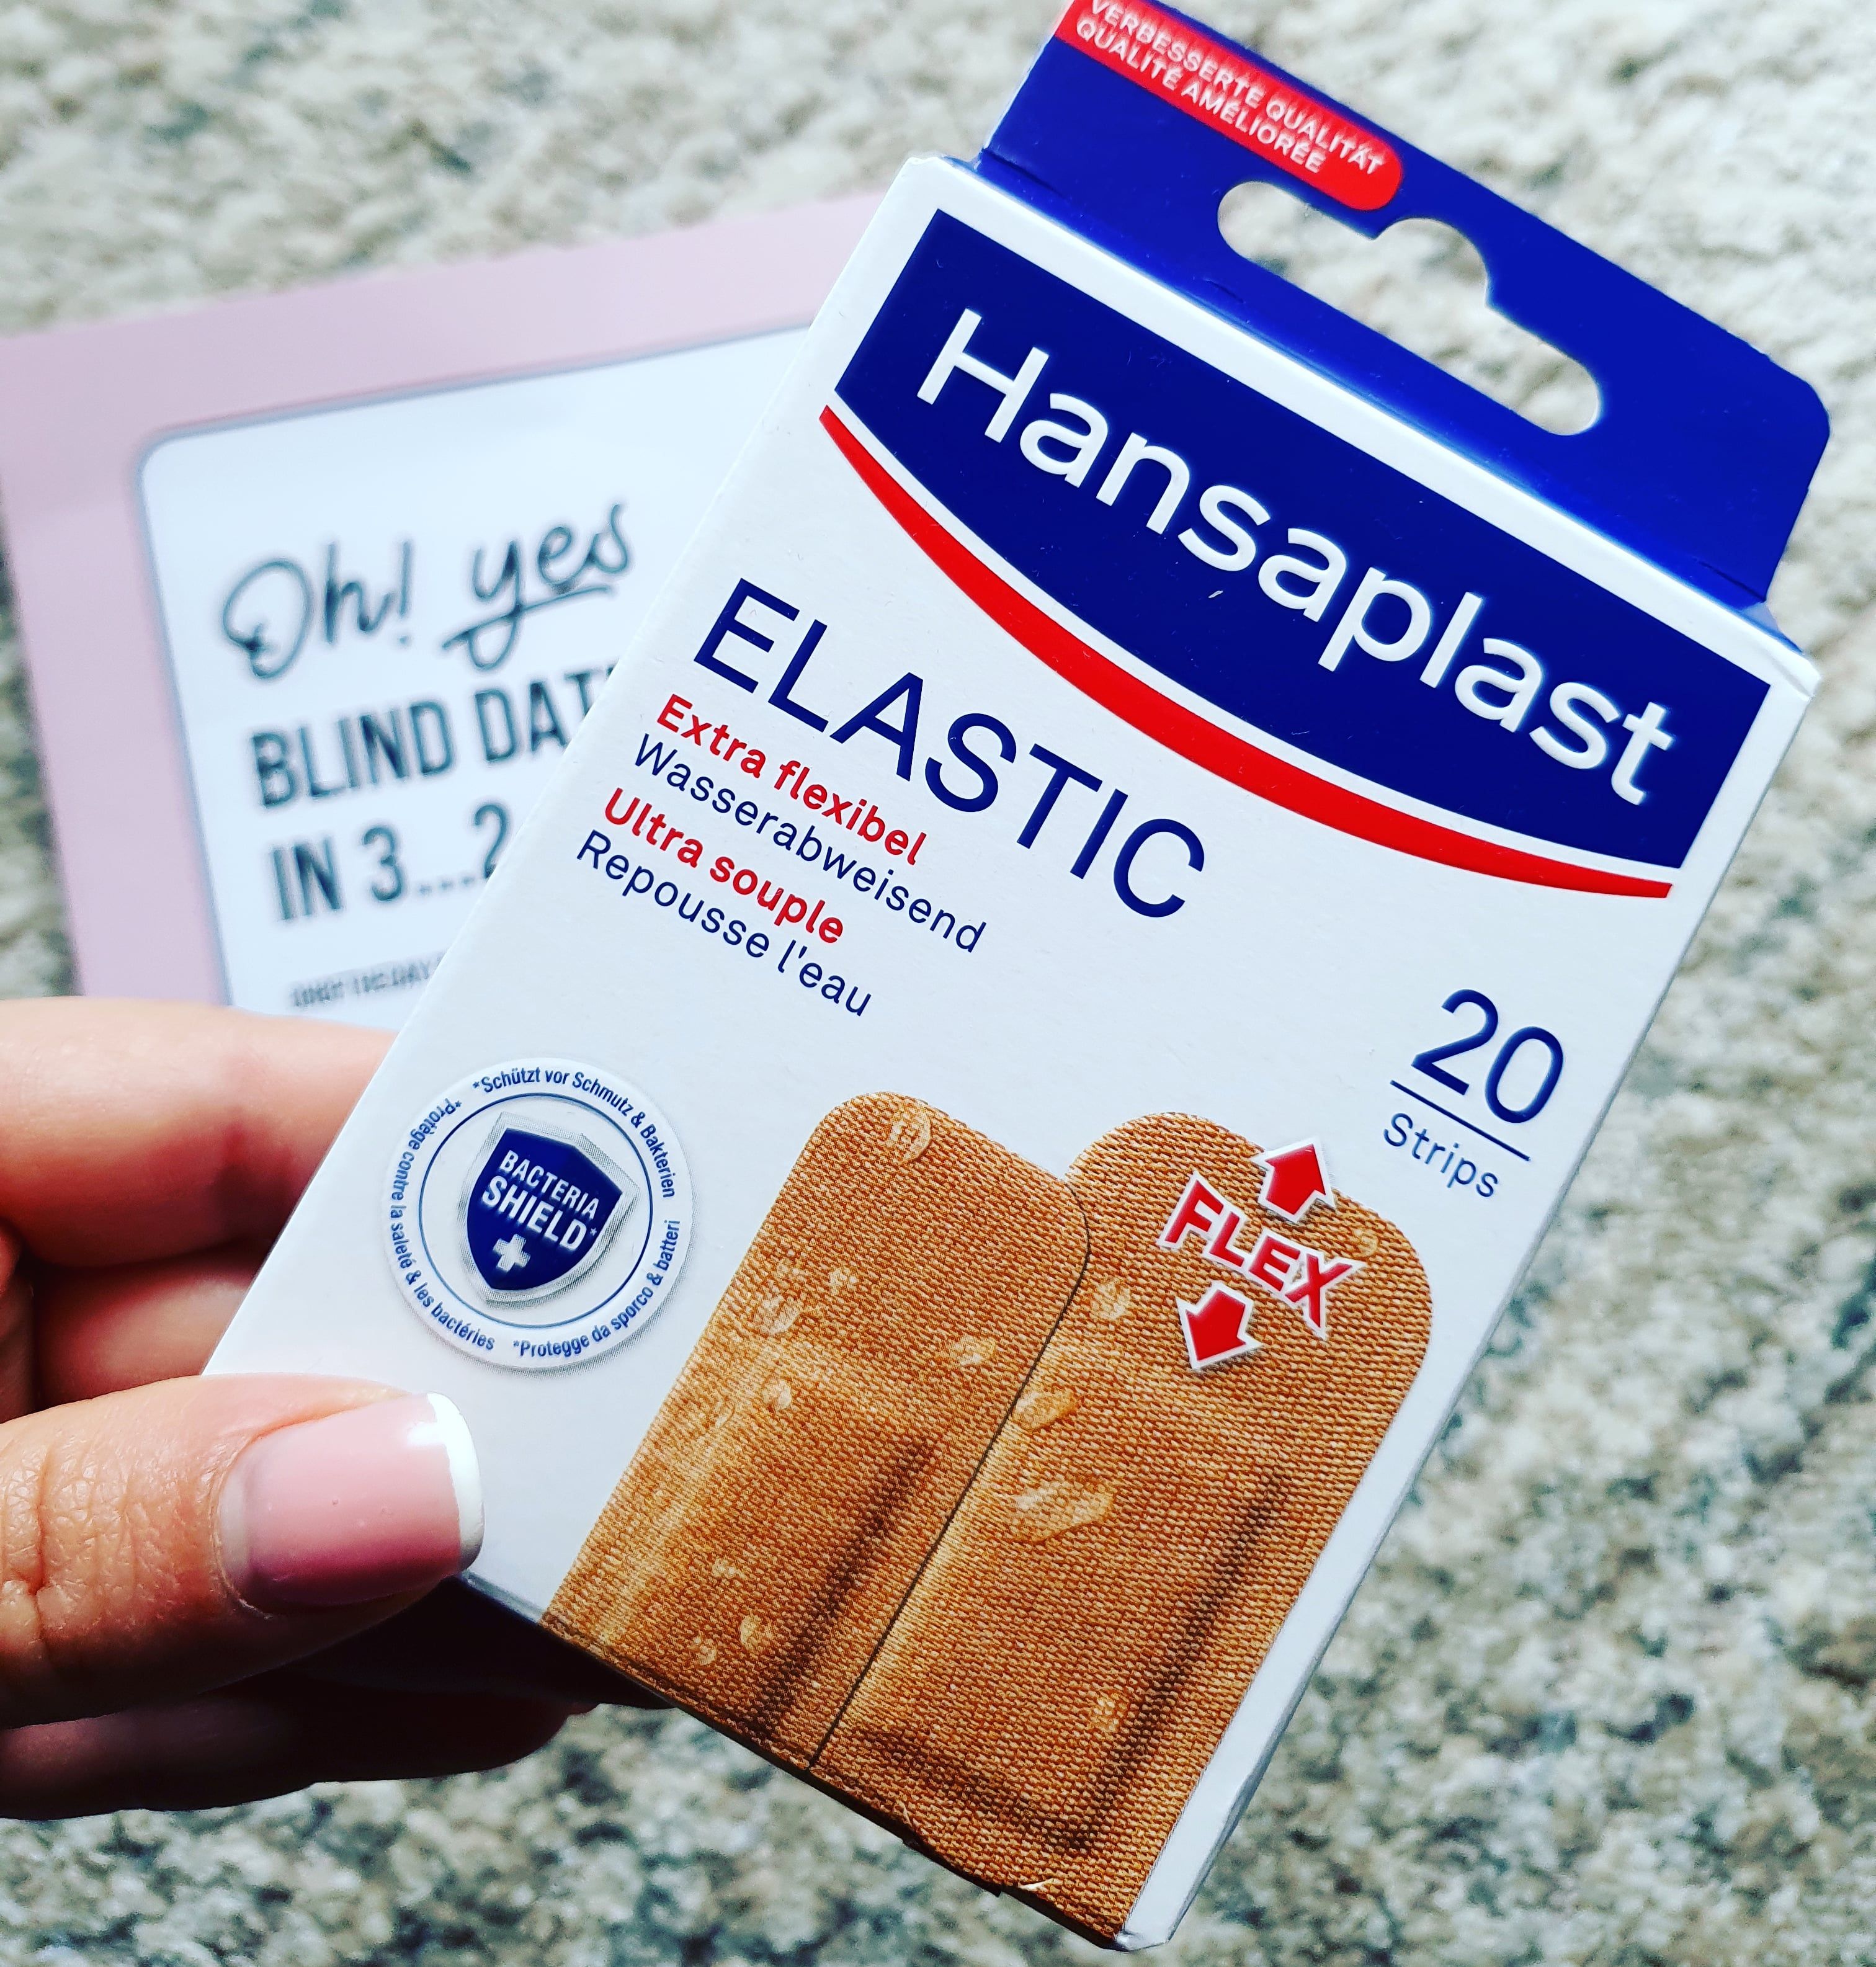 VERBESSERTE QUALITÄT
QUALITÉ AMÉLIORÉE
Hansaplast
ELASTIC
Extra flexibel
Wasserabweisend
Ultra souple
Repousse l'eau
20
Strips
FLEX
BACTERIA
SHIELD*
*Schützt vor Schmutz & Bakterien
*Protegge da sporco & batteri
*Protège contre la saleté & les bactéries
Oh! yes
BLIND DAT
IN 3...2